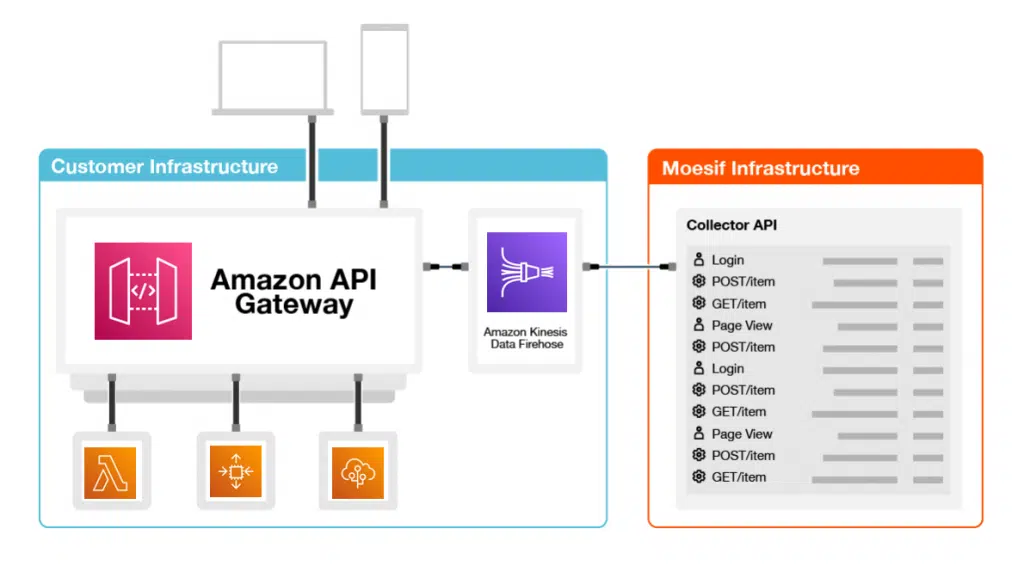 Customer Infrastructure
Moesif Infrastructure
</>
Amazon API
Gateway
Amazon Kinesis
Data Firehose
Collector API
Login
POST/item
GET/item
Page View
POST/item
Login
POST/item
GET/item
Page View
POST/item
GET/item